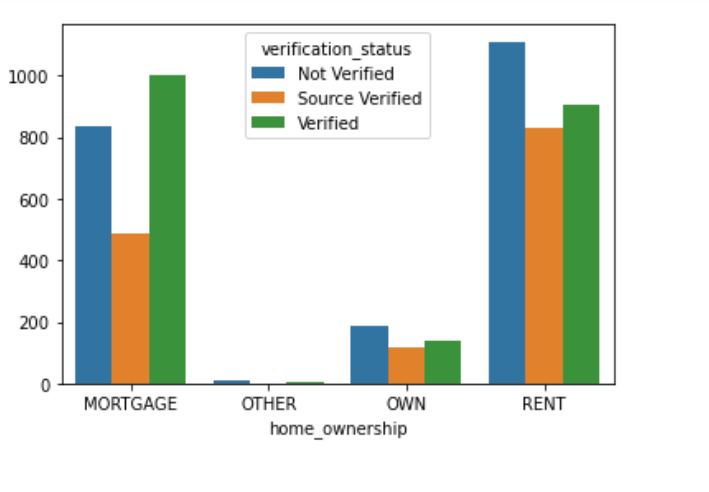 verification_status
Not Verified
Source Verified
Verified
1000
800
600
400
200
0
MORTGAGE OTHER OWN RENT
home_ownership